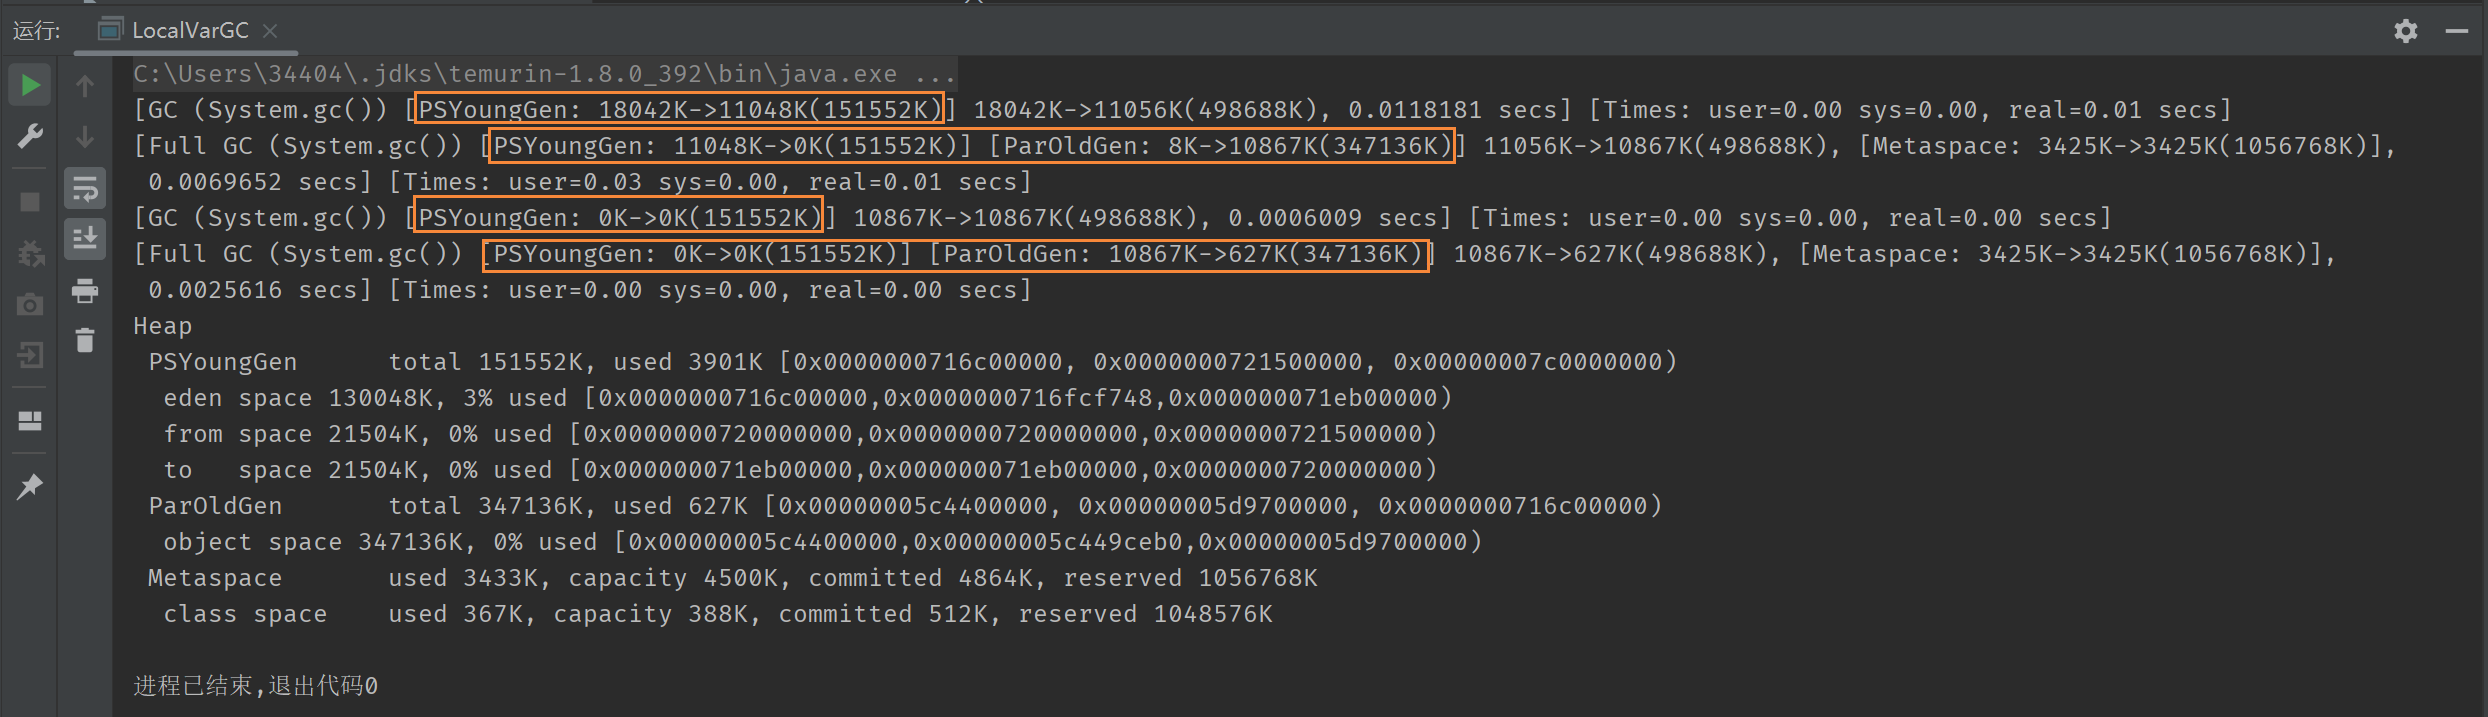 运行: LocalVarGC
C:\Users\34404\.jdks\temurin-1.8.0_392\bin\java.exe ...
[GC (System.gc()) [PSYoungGen: 18042K->11048K(151552K)] 18042K->11056K(498688K), 0.0118181 secs] [Times: user=0.00 sys=0.00, real=0.01 secs]
[Full GC (System.gc()) [PSYoungGen: 11048K->0K(151552K)] [ParOldGen: 8K->10867K(347136K)] 11056K->10867K(498688K), [Metaspace: 3425K->3425K(1056768K)],
 0.0069652 secs] [Times: user=0.03 sys=0.00, real=0.01 secs]
[GC (System.gc()) [PSYoungGen: 0K->0K(151552K)] 10867K->10867K(498688K), 0.0006009 secs] [Times: user=0.00 sys=0.00, real=0.00 secs]
[Full GC (System.gc()) [PSYoungGen: 0K->0K(151552K)] [ParOldGen: 10867K->627K(347136K)] 10867K->627K(498688K), [Metaspace: 3425K->3425K(1056768K)],
 0.0025616 secs] [Times: user=0.00 sys=0.00, real=0.00 secs]
Heap
 PSYoungGen      total 151552K, used 3901K [0x0000000716c00000, 0x0000000721500000, 0x00000007c0000000)
  eden space 130048K, 3% used [0x0000000716c00000,0x0000000716fcf748,0x000000071eb00000)
  from space 21504K, 0% used [0x0000000720000000,0x0000000720000000,0x0000000721500000)
  to   space 21504K, 0% used [0x000000071eb00000,0x000000071eb00000,0x0000000720000000)
 ParOldGen       total 347136K, used 627K [0x00000005c4400000, 0x00000005d9700000, 0x0000000716c00000)
  object space 347136K, 0% used [0x00000005c4400000,0x00000005c449ceb0,0x00000005d9700000)
 Metaspace       used 3433K, capacity 4500K, committed 4864K, reserved 1056768K
  class space    used 367K, capacity 388K, committed 512K, reserved 1048576K
进程已结束,退出代码0